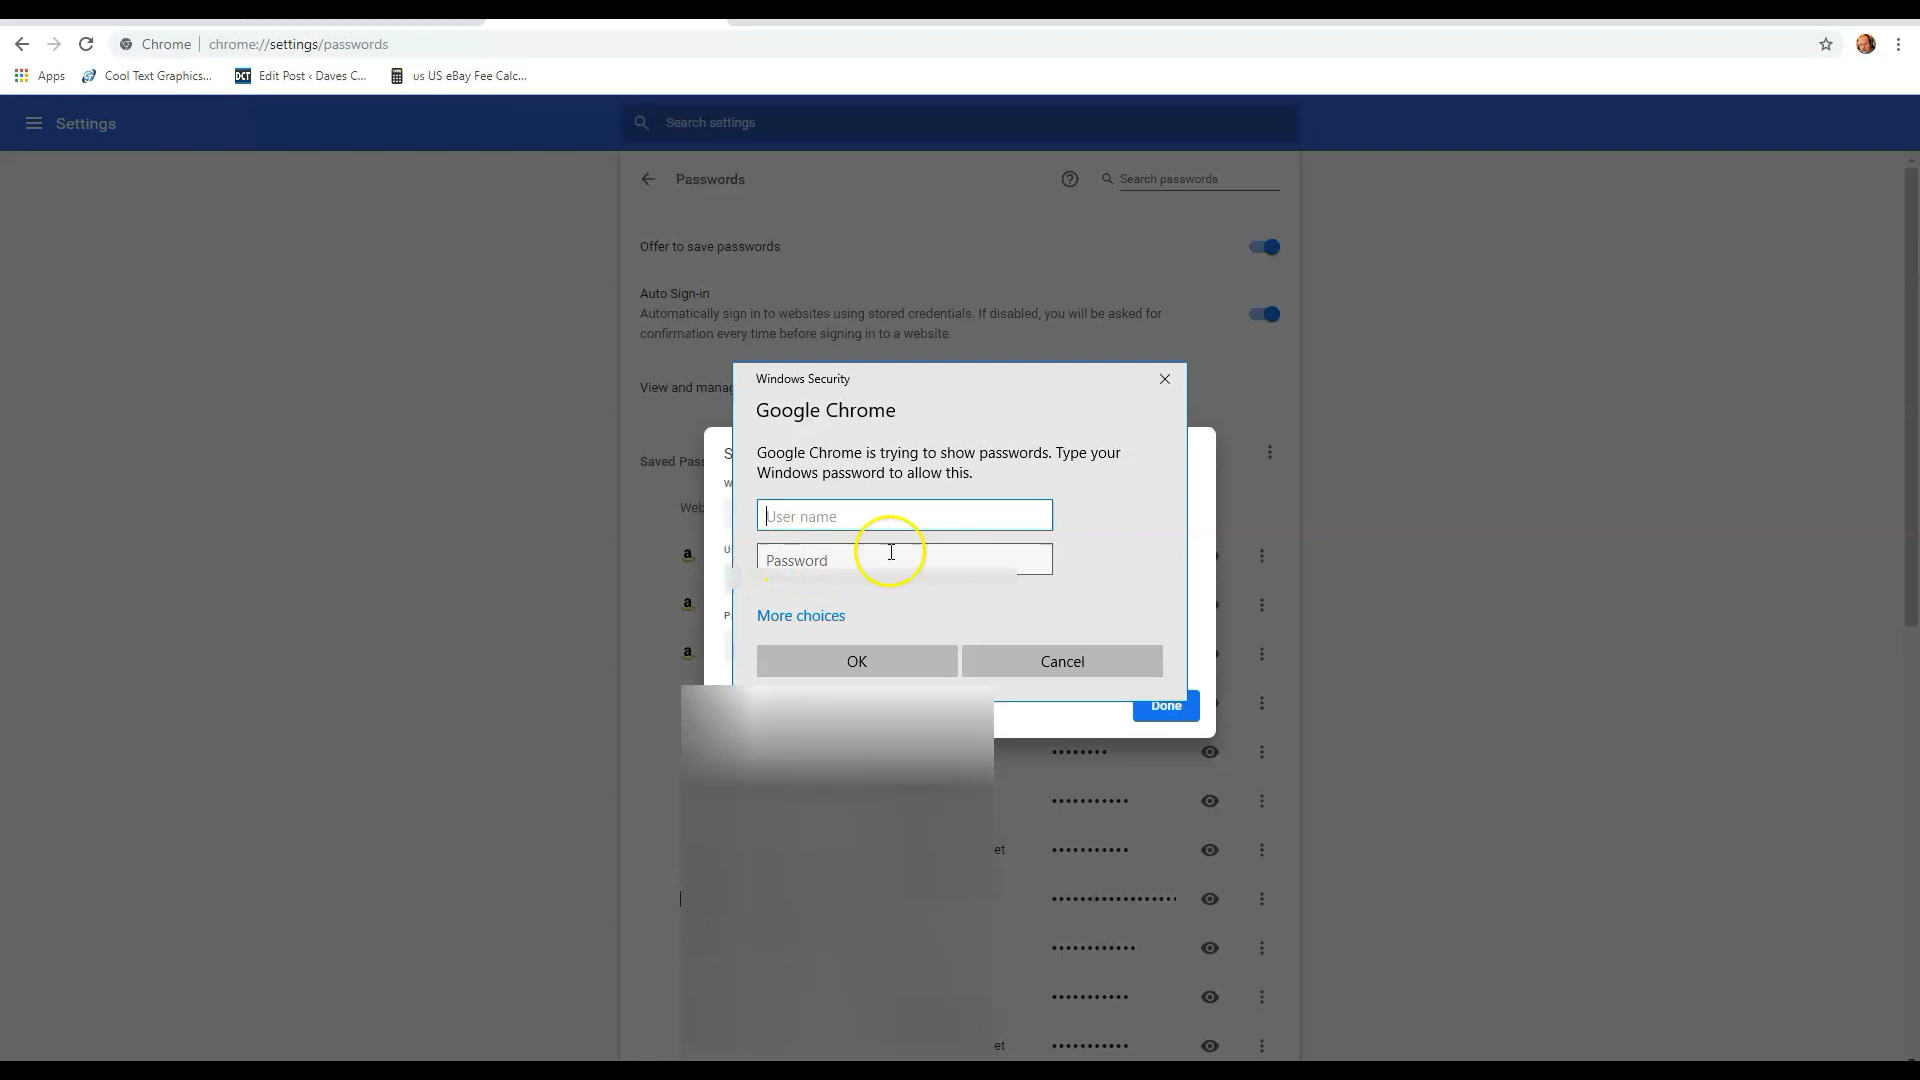 Chrome chrome://settings/passwords
Apps Cool Text Graphics... DCT Edit Post ‹ Daves C... us US eBay Fee Calc...
Settings
Search settings
Passwords
Search passwords
Offer to save passwords
Auto Sign-in
Automatically sign in to websites using stored credentials. If disabled, you will be asked for
confirmation every time before signing in to a website.
View and manag
Windows Security
Google Chrome
Google Chrome is trying to show passwords. Type your
Windows password to allow this.
Saved Pass
S
W
Web
User name
U
Password
P
More choices
OK Cancel
Done
et
et